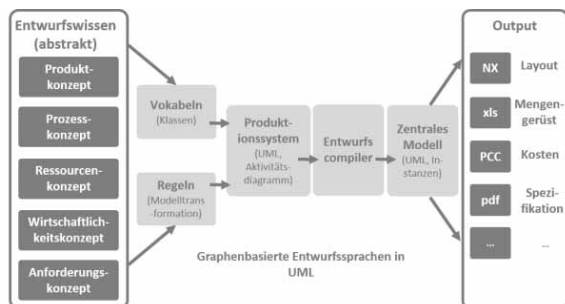 Entwurfswissen
(abstrakt)
Produkt-
konzept
Prozess-
konzept
Ressourcen-
konzept
Wirtschaftlich-
keitskonzept
Anforderungs-
konzept
Vokabeln
(Klassen)
Regeln
(Modelltrans
-formation)
Produkt-
ionssystem
(UML,
Aktivitäts-
diagramm)
Entwurfs
compiler
Zentrales
Modell
(UML, In-
stanzen)
Graphenbasierte Entwurfssprachen in
UML
Output
NX Layout
xls Mengen-
gerüst
PCC Kosten
pdf Spezi-
fikation
... ...